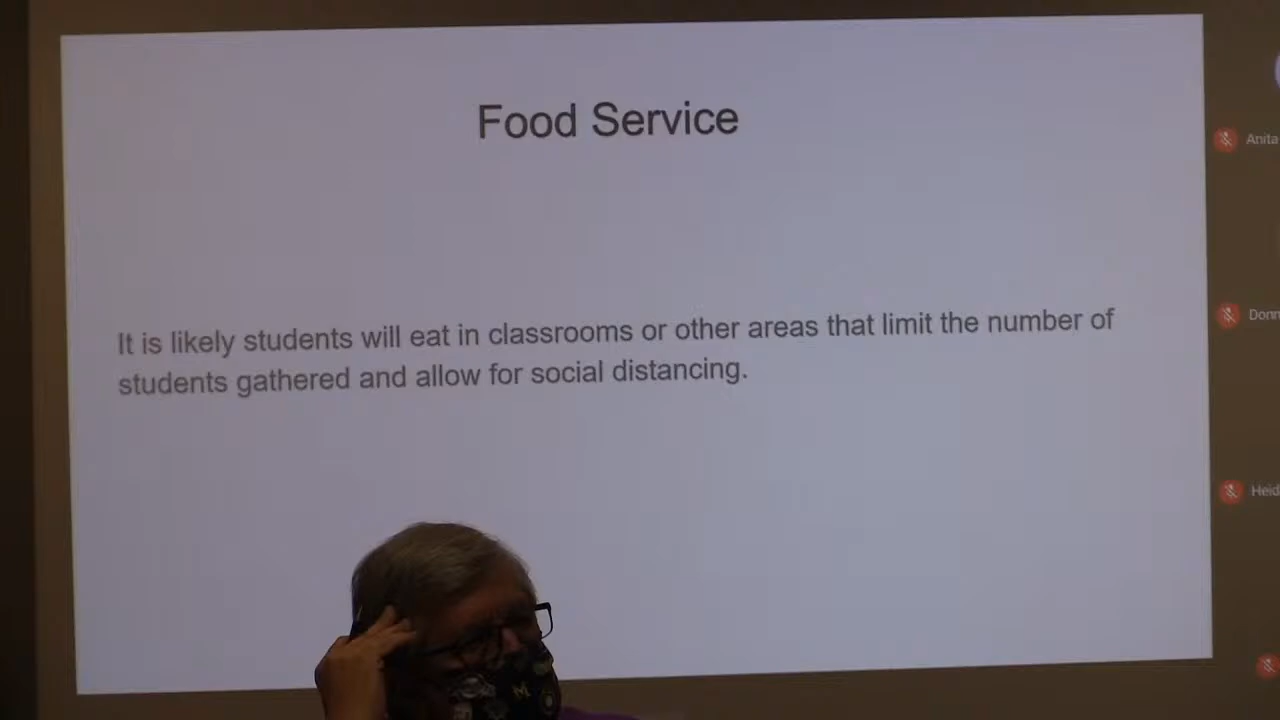 Food Service
It is likely students will eat in classrooms or other areas that limit the number of
students gathered and allow for social distancing.
Anita
Donn
Heid
M